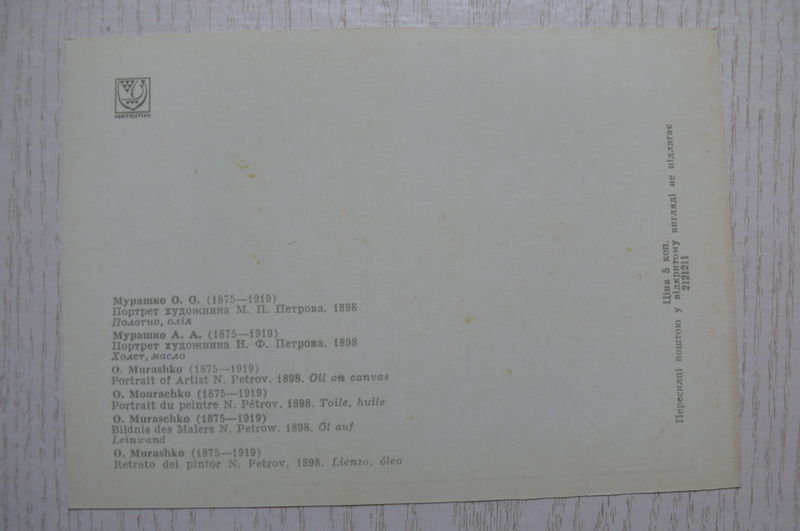 МИСТЕЦТВО
Мурашко О. О. (1875—1919)
Портрет художника М. П. Петрова. 1898
Полотно, олія
Мурашко А. А. (1875—1919)
Портрет художника Н. Ф. Петрова. 1898
Холст, масло
O. Murashko (1875—1919)
Portrait of Artist N. Petrov. 1898. Oil on canvas
O. Mourachko (1875—1919)
Portrait du peintre N. Pétrov. 1898. Toile, huile
O. Muraschko (1875—1919)
Bildnis des Malers N. Petrow. 1898. Öl auf
Leinwand
O. Murashko (1875—1919)
Retrato del pintor N. Petrov. 1898. Lienzo, óleo
Ціна 5 коп.
Пересилці поштою у відкритому вигляді не підлягає
2121211